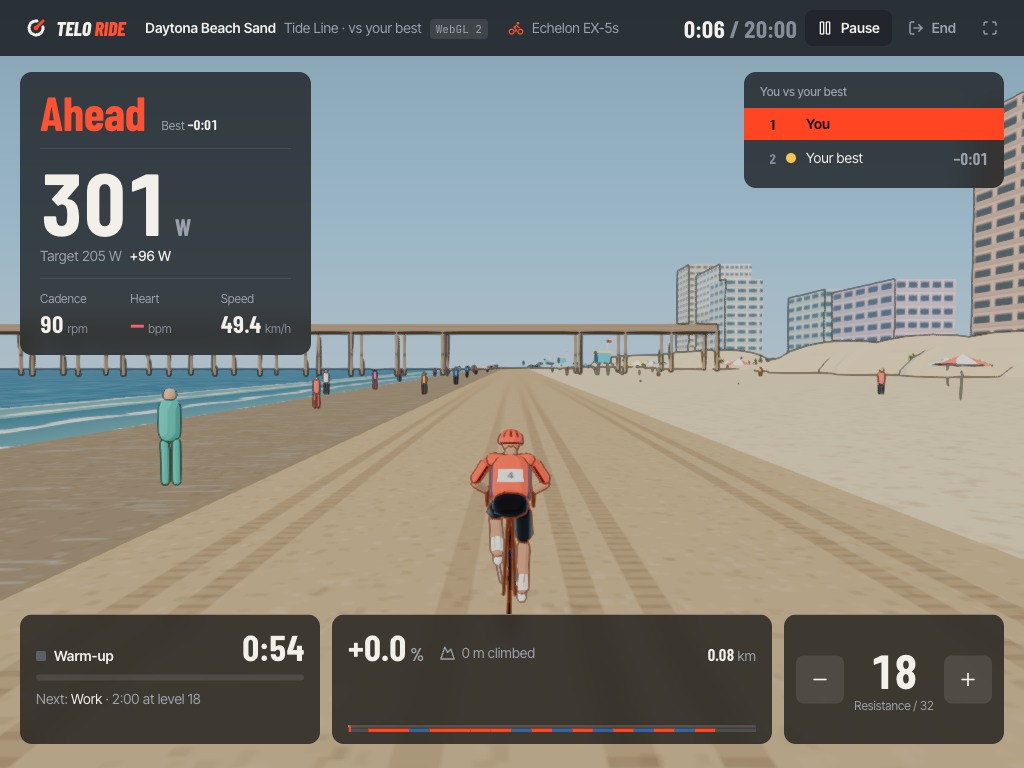 TELO RIDE Daytona Beach Sand Tide Line · vs your best WebGL 2 Echelon EX-5s 0:06 / 20:00 Pause End
Ahead Best −0:01
301 W
Target 205 W +96 W
Cadence Heart Speed
90 rpm — bpm 49.4 km/h
You vs your best
1 You
2 Your best −0:01
4
Warm-up 0:54
Next: Work · 2:00 at level 18
+0.0 % 0 m climbed 0.08 km
− 18 +
Resistance / 32